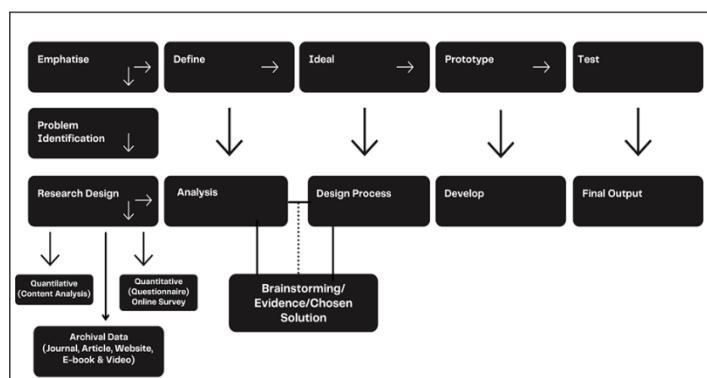 Emphatise
Define
Ideal
Prototype
Test
Problem
Identification
Research Design
Analysis
Design Process
Develop
Final Output
Quantilative
(Content Analysis)
Quantitative
(Questionnaire)
Online Survey
Brainstorming/
Evidence/Chosen
Solution
Archival Data
(Journal, Article, Website,
E-book & Video)